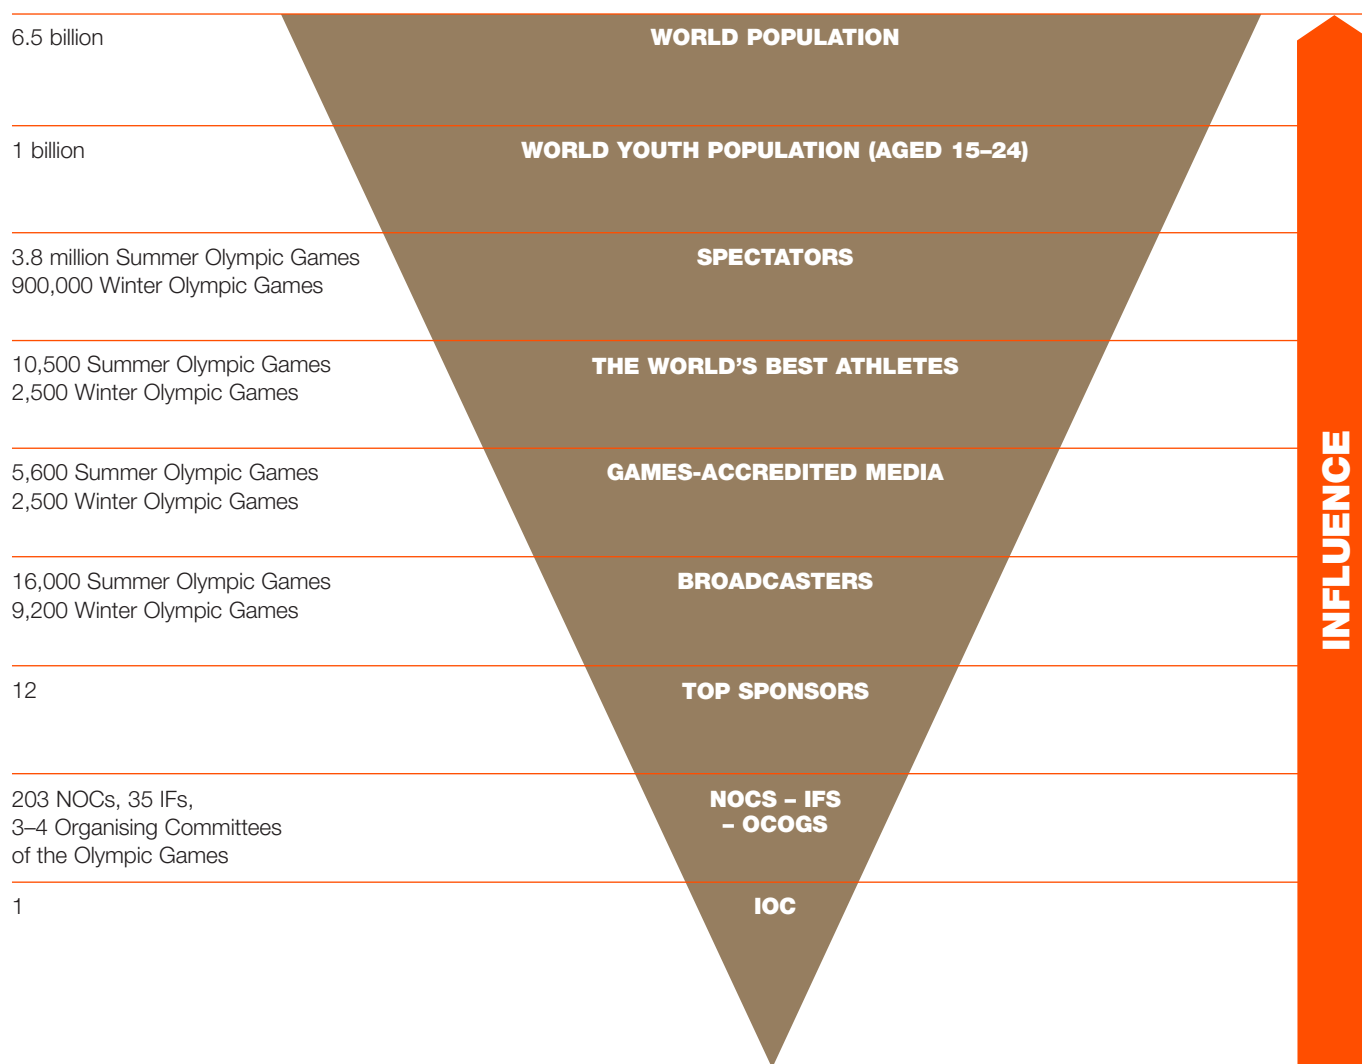 6.5 billion
WORLD POPULATION
1 billion
WORLD YOUTH POPULATION (AGED 15–24)
3.8 million Summer Olympic Games
900,000 Winter Olympic Games
SPECTATORS
10,500 Summer Olympic Games
2,500 Winter Olympic Games
THE WORLD’S BEST ATHLETES
5,600 Summer Olympic Games
2,500 Winter Olympic Games
GAMES-ACCREDITED MEDIA
16,000 Summer Olympic Games
9,200 Winter Olympic Games
BROADCASTERS
12
TOP SPONSORS
203 NOCs, 35 IFs,
3–4 Organising Committees
of the Olympic Games
NOCS – IFS
– OCOGS
1
IOC
INFLUENCE